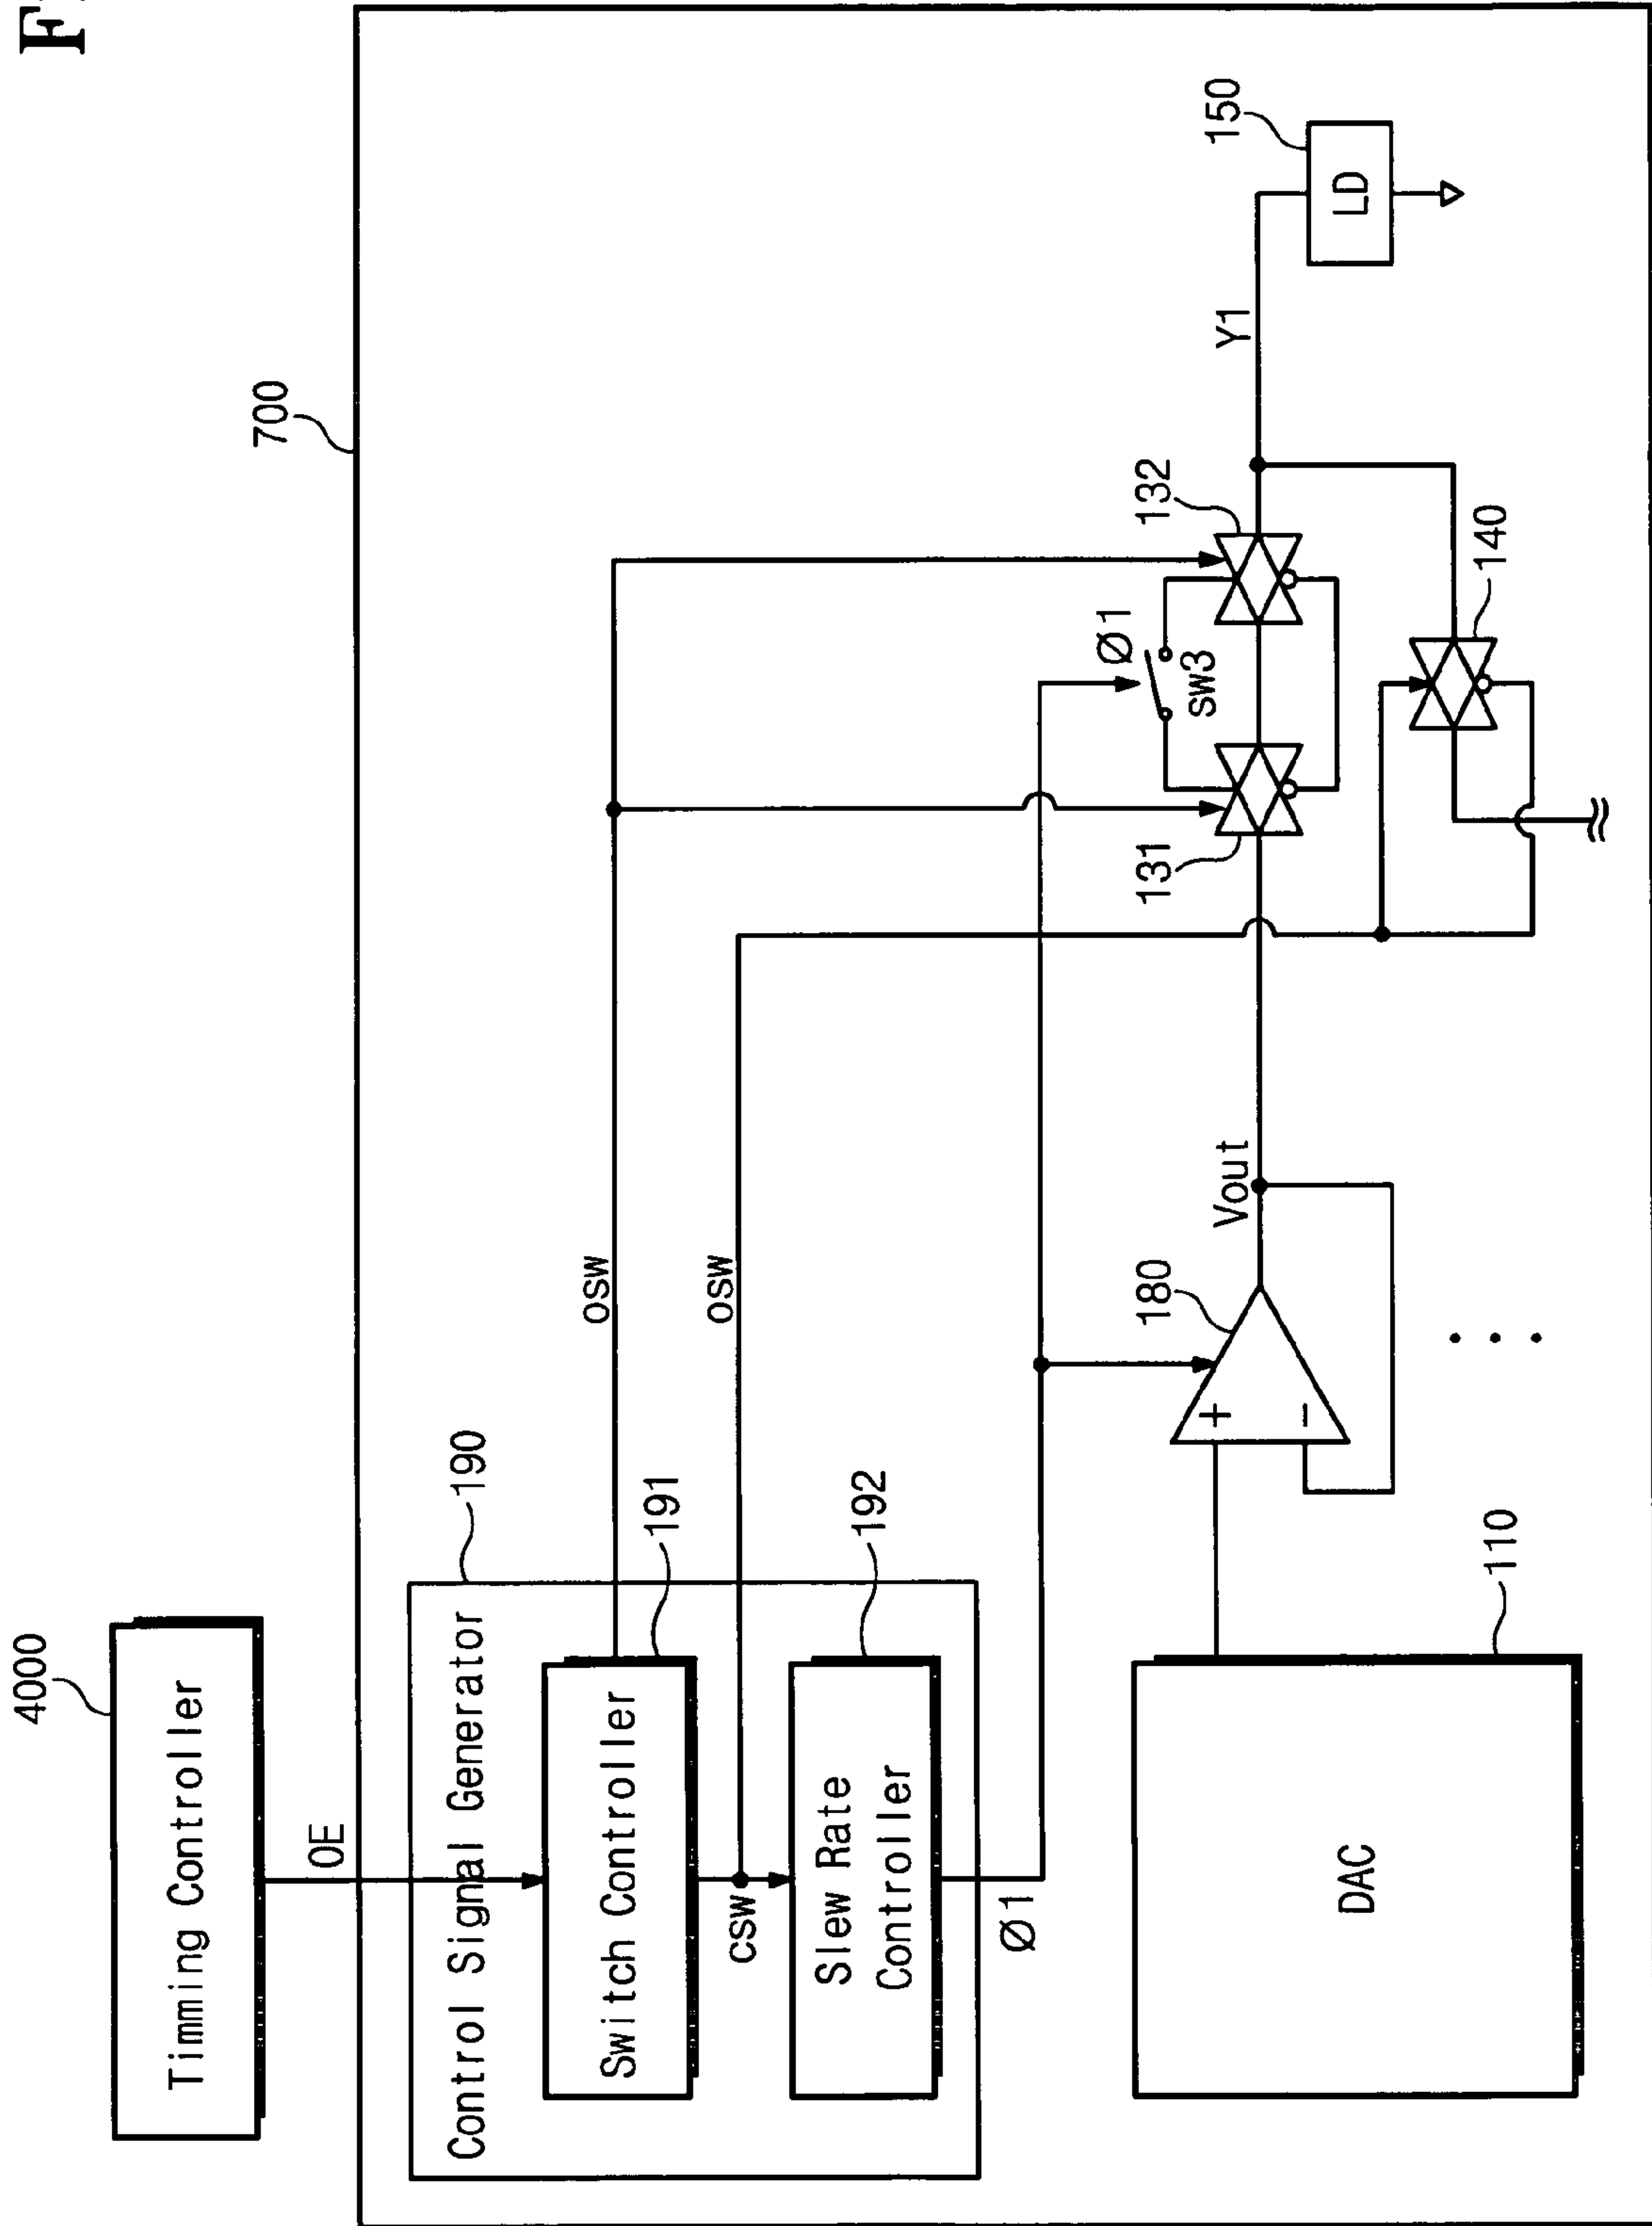 F
4000
Timming Controller
OE
700
190
Control Signal Generator
Switch Controller
191
osw
csw
osw
Slew Rate
Controller
192
Ø1
Ø1
sw3
131
132
180
+
-
Vout
Y1
150
LD
140
DAC
110